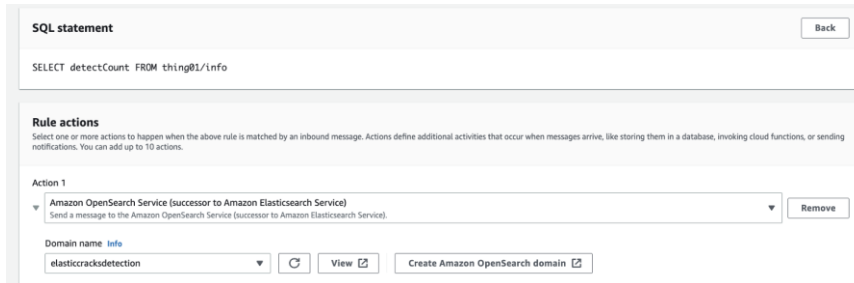 SQL statement
Back
SELECT detectCount FROM thing01/info
Rule actions
Select one or more actions to happen when the above rule is matched by an inbound message. Actions define additional activities that occur when messages arrive, like storing them in a database, invoking cloud functions, or sending
notifications. You can add up to 10 actions.
Action 1
Amazon OpenSearch Service (successor to Amazon Elasticsearch Service)
Send a message to the Amazon OpenSearch Service (successor to Amazon Elasticsearch Service).
Remove
Domain name Info
elasticcracksdetection
View
Create Amazon OpenSearch domain